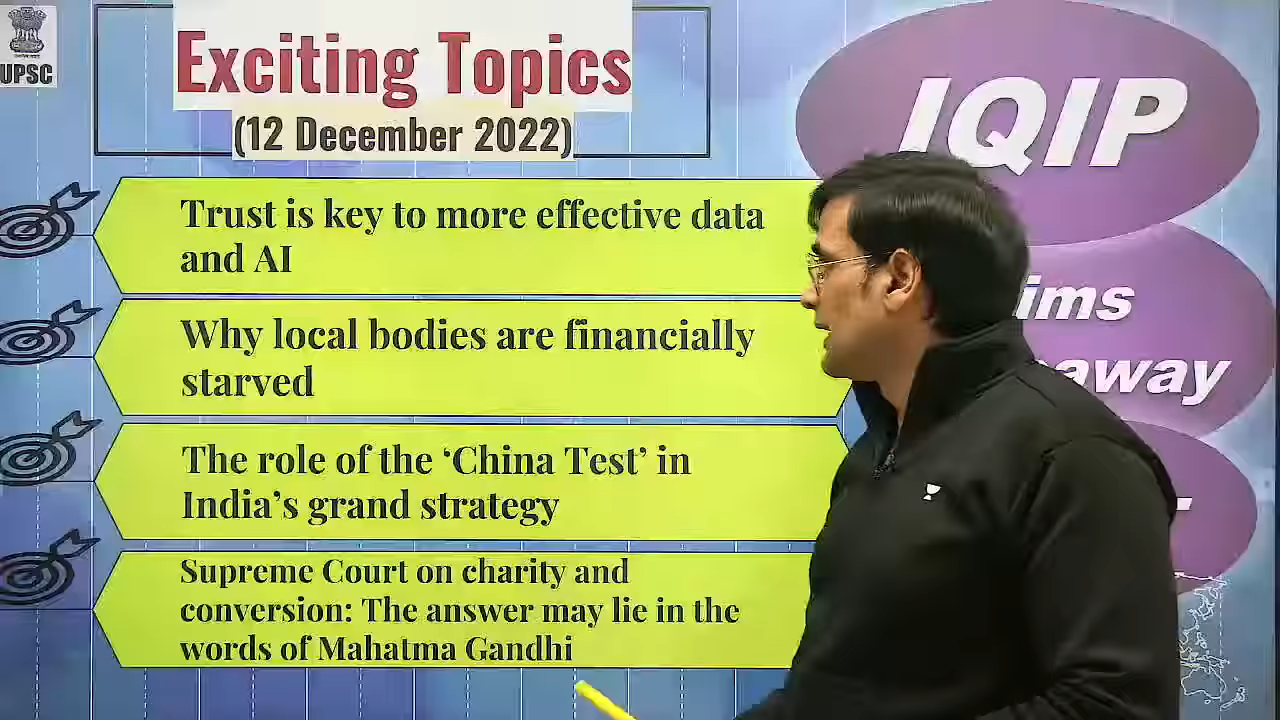 UPSC
Exciting Topics
(12 December 2022)
Trust is key to more effective data
and AI
Why local bodies are financially
starved
The role of the ‘China Test’ in
India’s grand strategy
Supreme Court on charity and
conversion: The answer may lie in the
words of Mahatma Gandhi
IQIP